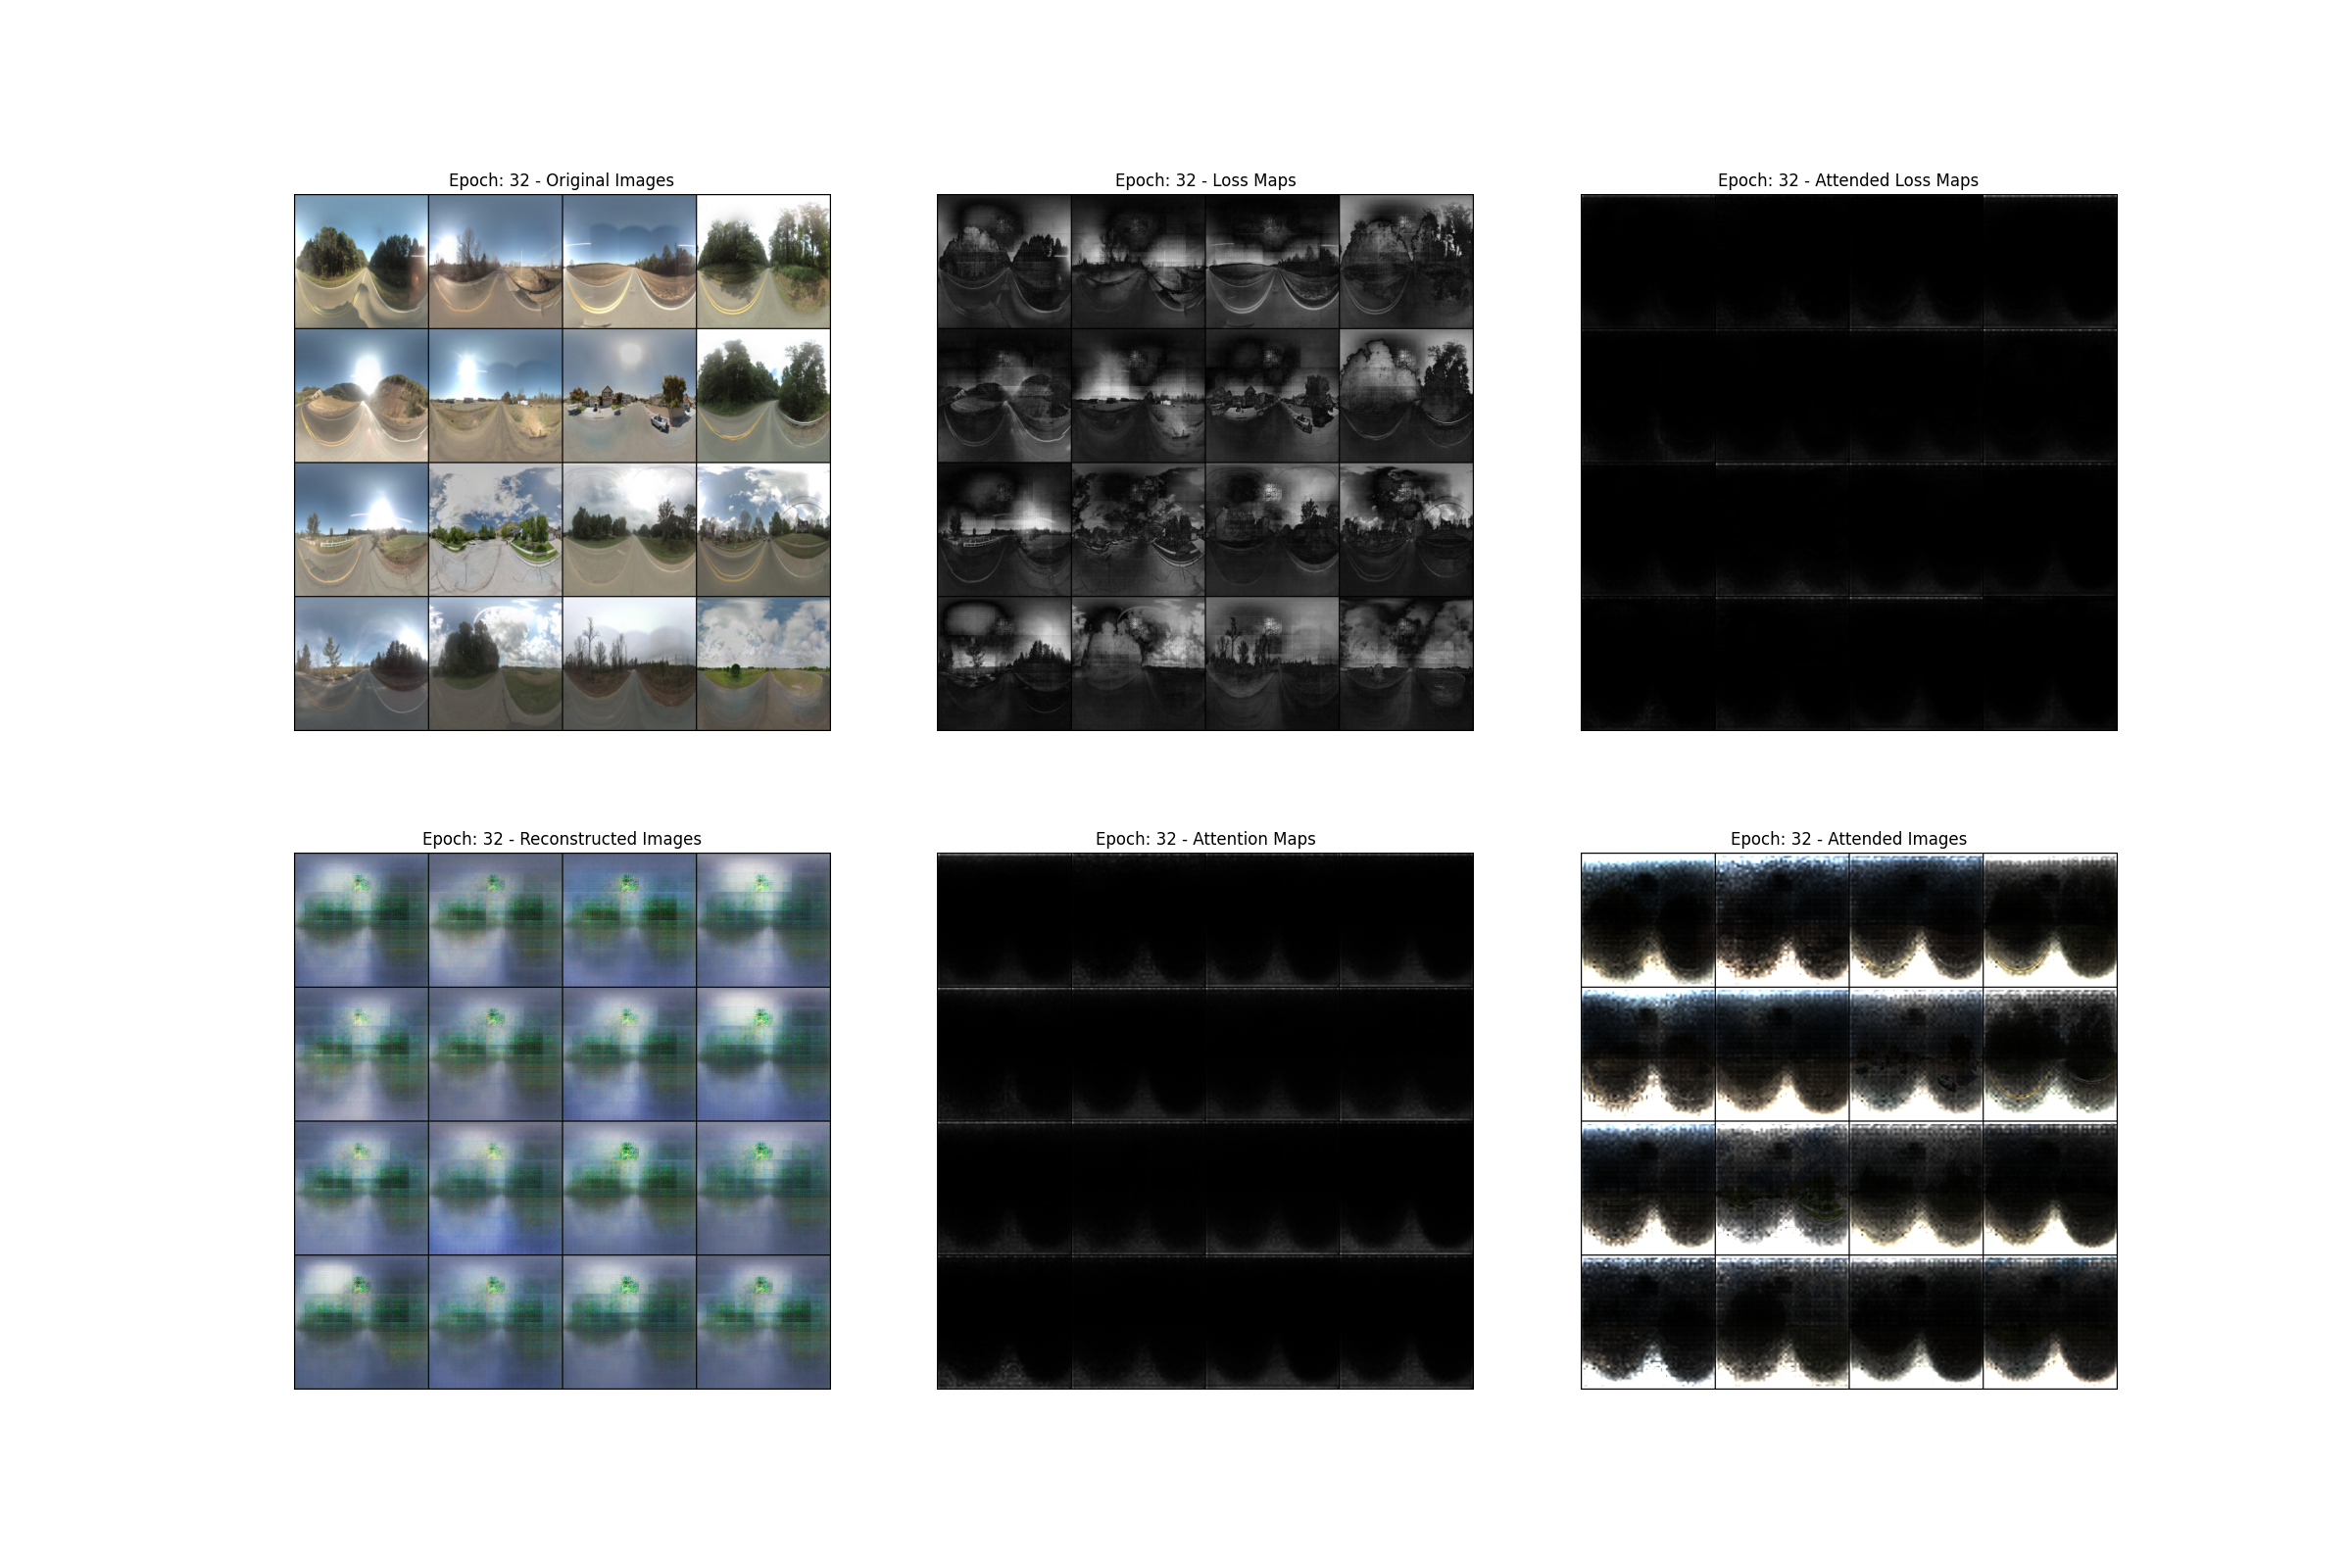 Epoch: 32 - Original Images
Epoch: 32 - Loss Maps
Epoch: 32 - Attended Loss Maps
Epoch: 32 - Reconstructed Images
Epoch: 32 - Attention Maps
Epoch: 32 - Attended Images